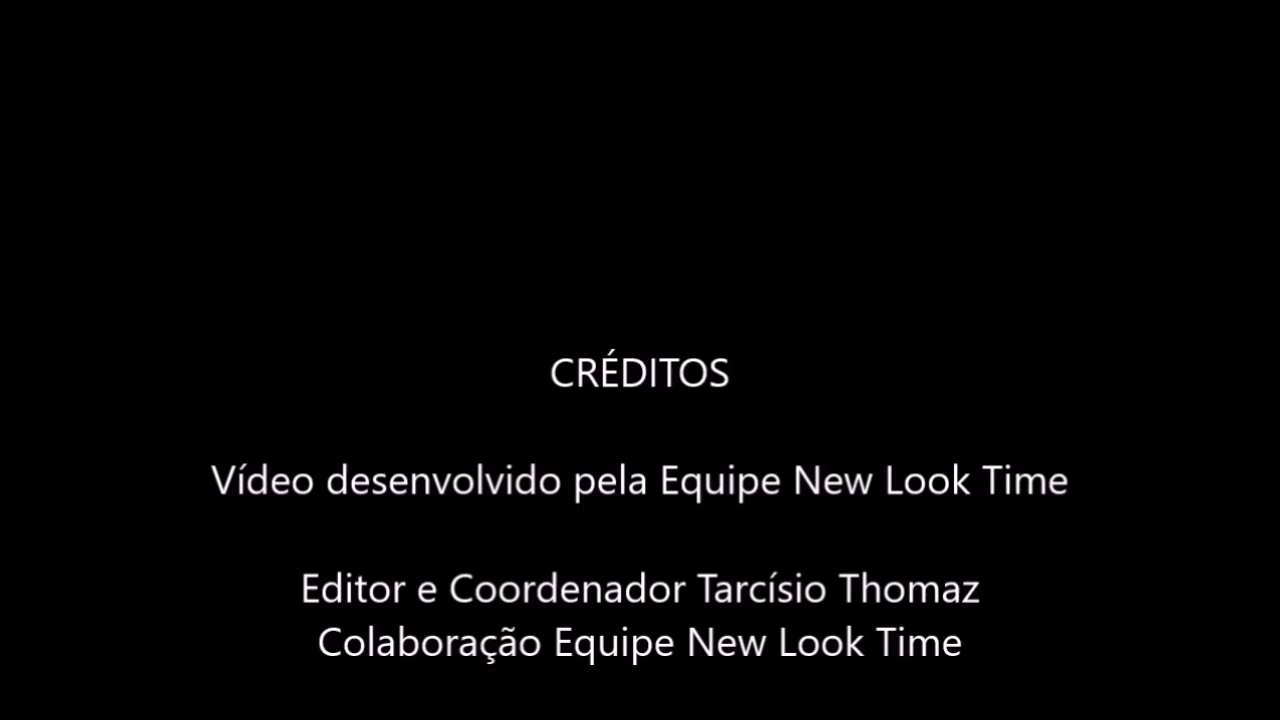 CRÉDITOS
Vídeo desenvolvido pela Equipe New Look Time
Editor e Coordenador Tarcísio Thomaz
Colaboração Equipe New Look Time